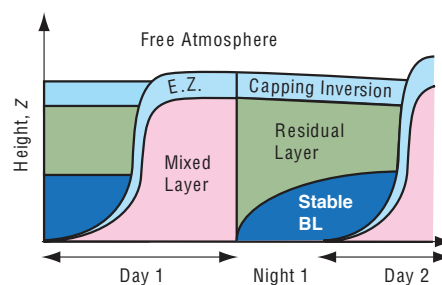 Free Atmosphere
Height, z
E.Z.
Capping Inversion
Residual
Layer
Mixed
Layer
Stable
BL
Day 1
Night 1
Day 2